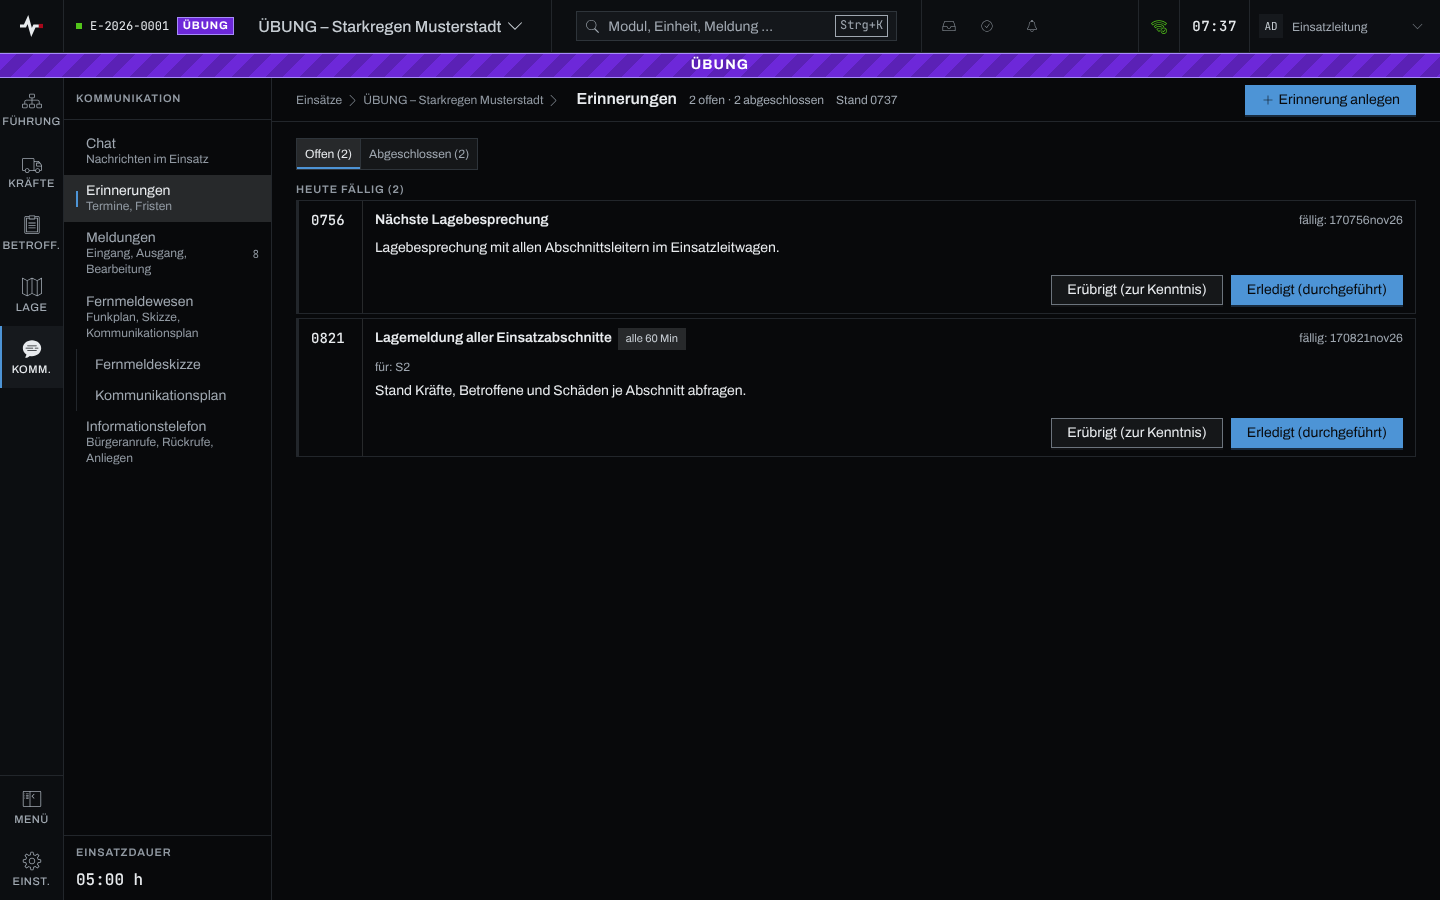 E-2026-0001 ÜBUNG ÜBUNG – Starkregen Musterstadt Modul, Einheit, Meldung ... Strg+K 07:37 AD Einsatzleitung
ÜBUNG
FÜHRUNG
KRÄFTE
BETROFF.
LAGE
KOMM.
MENÜ
EINST.
KOMMUNIKATION
Chat
Nachrichten im Einsatz
Erinnerungen
Termine, Fristen
Meldungen
Eingang, Ausgang,
Bearbeitung
8
Fernmeldewesen
Funkplan, Skizze,
Kommunikationsplan
Fernmeldeskizze
Kommunikationsplan
Informationstelefon
Bürgeranrufe, Rückrufe,
Anliegen
EINSATZDAUER
05:00 h
Einsätze ÜBUNG – Starkregen Musterstadt Erinnerungen 2 offen · 2 abgeschlossen Stand 0737 + Erinnerung anlegen
Offen (2) Abgeschlossen (2)
HEUTE FÄLLIG (2)
0756 Nächste Lagebesprechung fällig: 170756nov26
Lagebesprechung mit allen Abschnittsleitern im Einsatzleitwagen.
Erübrigt (zur Kenntnis) Erledigt (durchgeführt)
0821 Lagemeldung aller Einsatzabschnitte alle 60 Min fällig: 170821nov26
für: S2
Stand Kräfte, Betroffene und Schäden je Abschnitt abfragen.
Erübrigt (zur Kenntnis) Erledigt (durchgeführt)